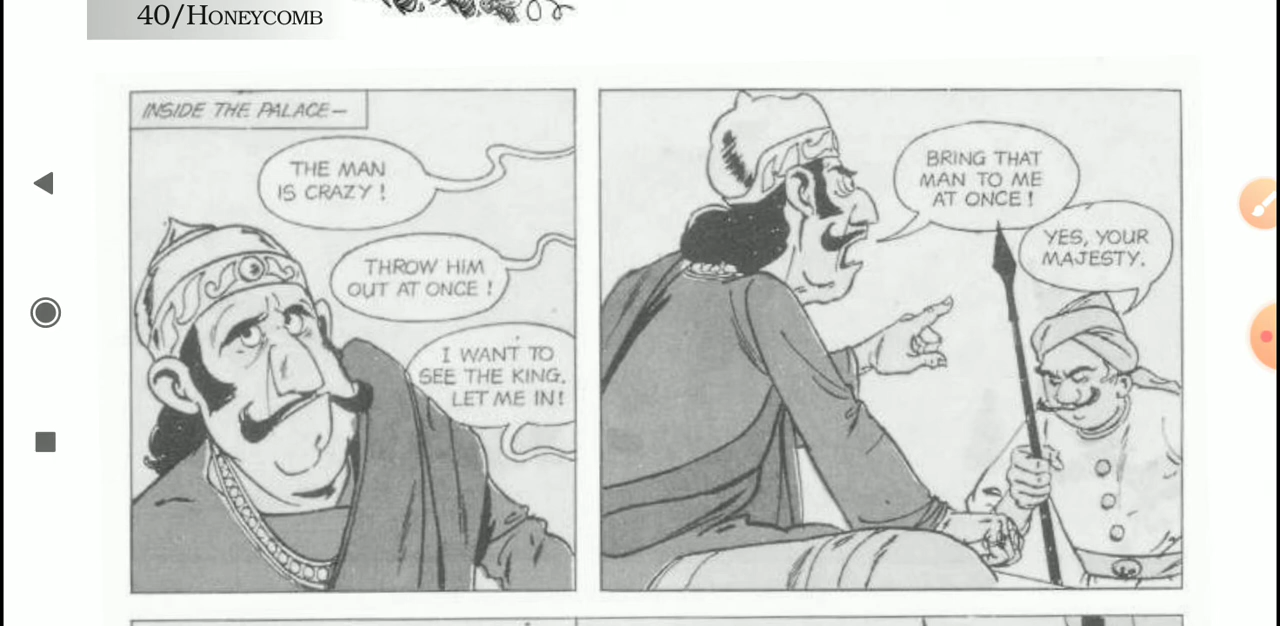 40/HONEYCOMB
INSIDE THE PALACE—
THE MAN
IS CRAZY!
THROW HIM
OUT AT ONCE!
I WANT TO
SEE THE KING.
LET ME IN!
BRING THAT
MAN TO ME
AT ONCE!
YES, YOUR
MAJESTY.